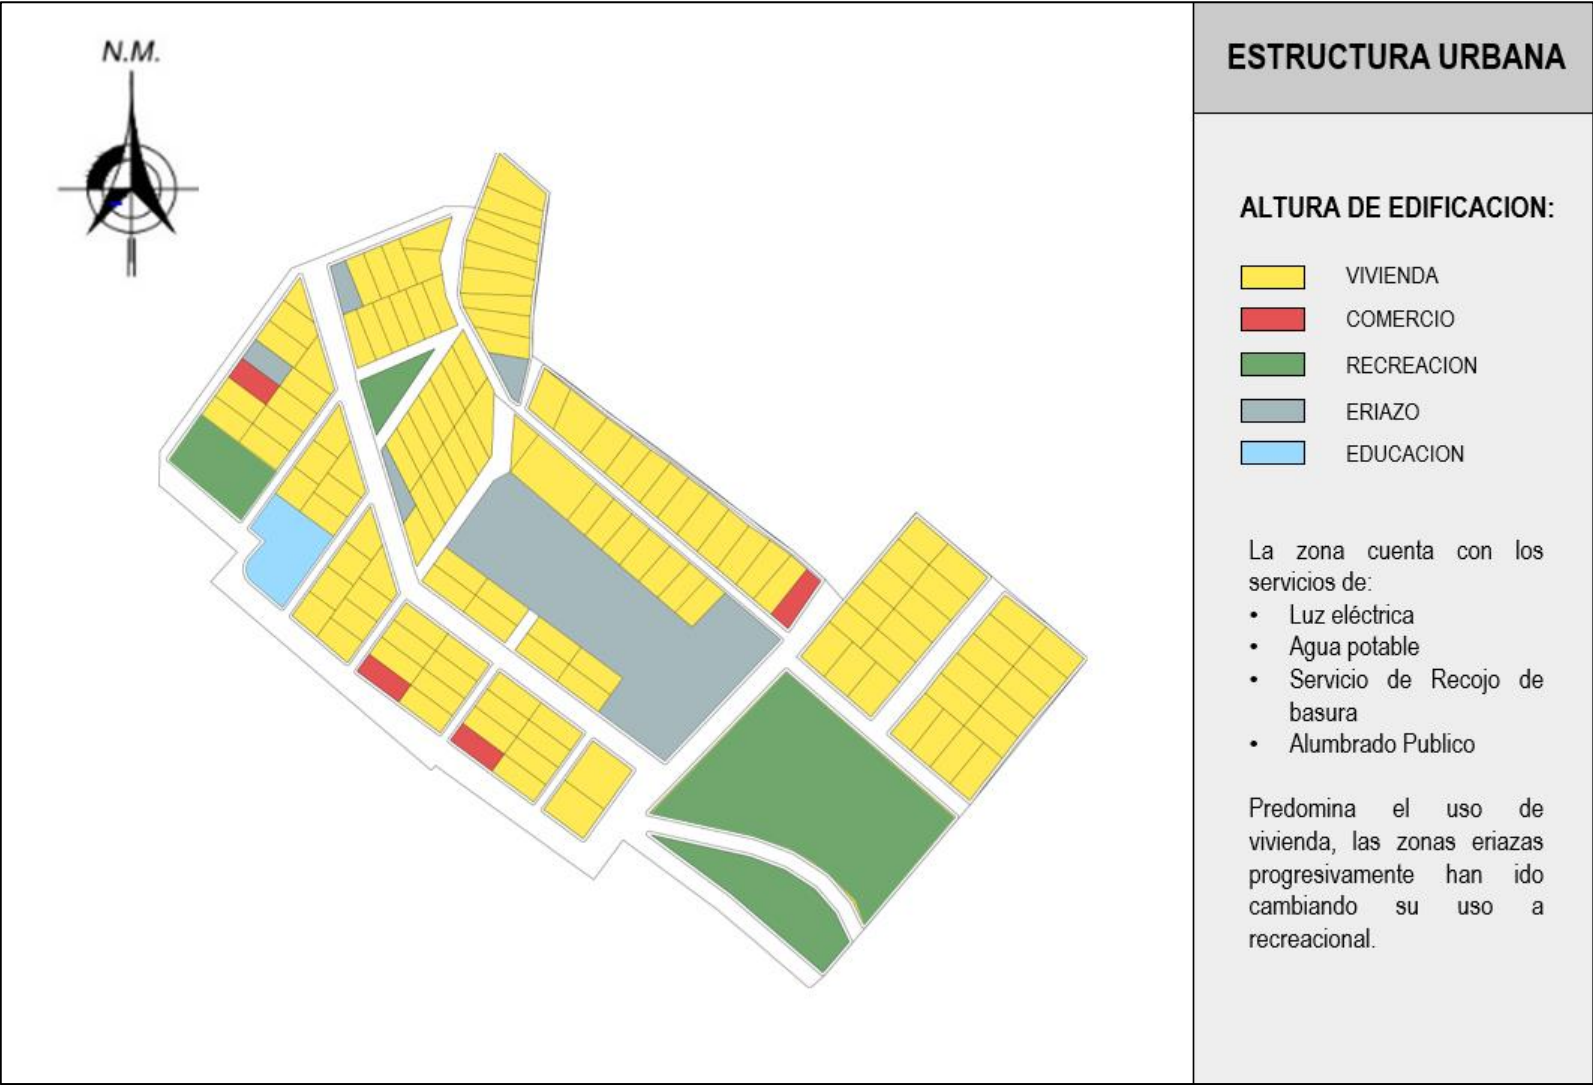 N.M.
ESTRUCTURA URBANA
ALTURA DE EDIFICACION:
VIVIENDA
COMERCIO
RECREACION
ERIAZO
EDUCACION
La zona cuenta con los
servicios de:
• Luz eléctrica
• Agua potable
• Servicio de Recojo de
basura
• Alumbrado Publico
Predomina el uso de
vivienda, las zonas eriazas
progresivamente han ido
cambiando su uso a
recreacional.